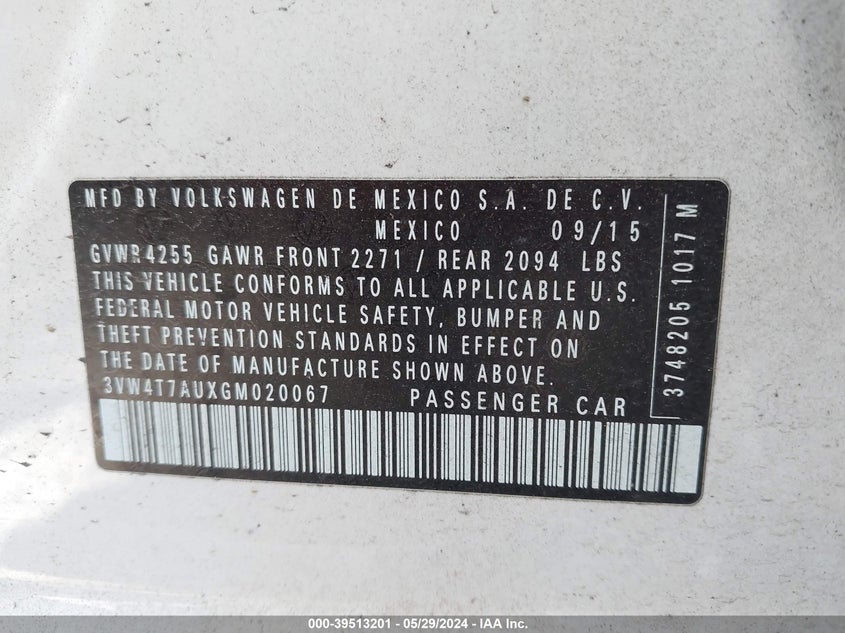 MFD BY VOLKSWAGEN DE MEXICO S.A. DE C.V.
MEXICO 09/15
GVWR 4255 GAWR FRONT 2271 / REAR 2094 LBS
THIS VEHICLE CONFORMS TO ALL APPLICABLE U.S.
FEDERAL MOTOR VEHICLE SAFETY, BUMPER AND
THEFT PREVENTION STANDARDS IN EFFECT ON
THE DATE OF MANUFACTURE SHOWN ABOVE.
3VW4T7AUXGM020067 PASSENGER CAR
3748205 1017 M
000-39513201 - 05/29/2024 - IAA Inc.